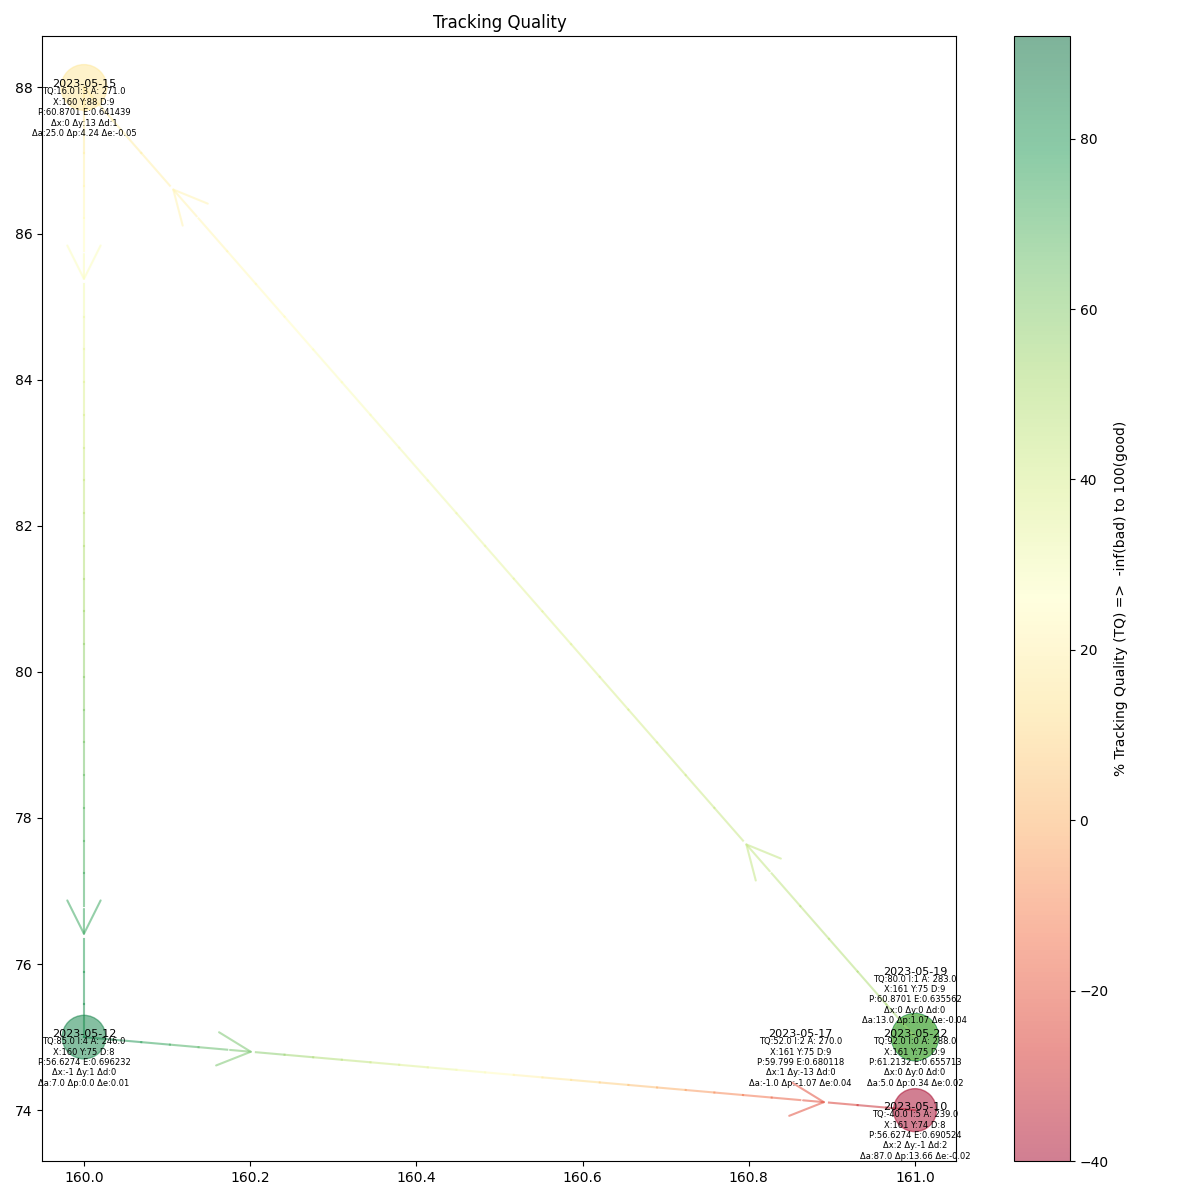 Tracking Quality
2023-05-15
TQ:16.0 I:3 A: 271.0
X:160 Y:88 D:9
P:60.8701 E:0.641439
Δx:0 Δy:13 Δd:1
Δa:25.0 Δp:4.24 Δe:-0.05
2023-05-19
TQ:80.0 I:1 A: 283.0
X:161 Y:75 D:9
P:60.8701 E:0.635562
Δx:0 Δy:0 Δd:0
Δa:13.0 Δp:1.07 Δe:-0.04
2023-05-12
TQ:85.0 I:4 A: 246.0
X:160 Y:75 D:8
P:56.6274 E:0.696232
Δx:-1 Δy:1 Δd:0
Δa:7.0 Δp:0.0 Δe:0.01
2023-05-17
TQ:52.0 I:2 A: 270.0
X:161 Y:75 D:9
P:59.799 E:0.680118
Δx:1 Δy:-13 Δd:0
Δa:-1.0 Δp:-1.07 Δe:0.04
2023-05-22
TQ:92.0 I:0 A: 288.0
X:161 Y:75 D:9
P:61.2132 E:0.655713
Δx:0 Δy:0 Δd:0
Δa:5.0 Δp:0.34 Δe:0.02
2023-05-10
TQ:-40.0 I:5 A: 239.0
X:161 Y:74 D:8
P:56.6274 E:0.690524
Δx:2 Δy:-1 Δd:2
Δa:87.0 Δp:13.66 Δe:-0.02
88
86
84
82
80
78
76
74
160.0
160.2
160.4
160.6
160.8
161.0
80
60
40
20
0
−20
−40
% Tracking Quality (TQ) => -inf(bad) to 100(good)